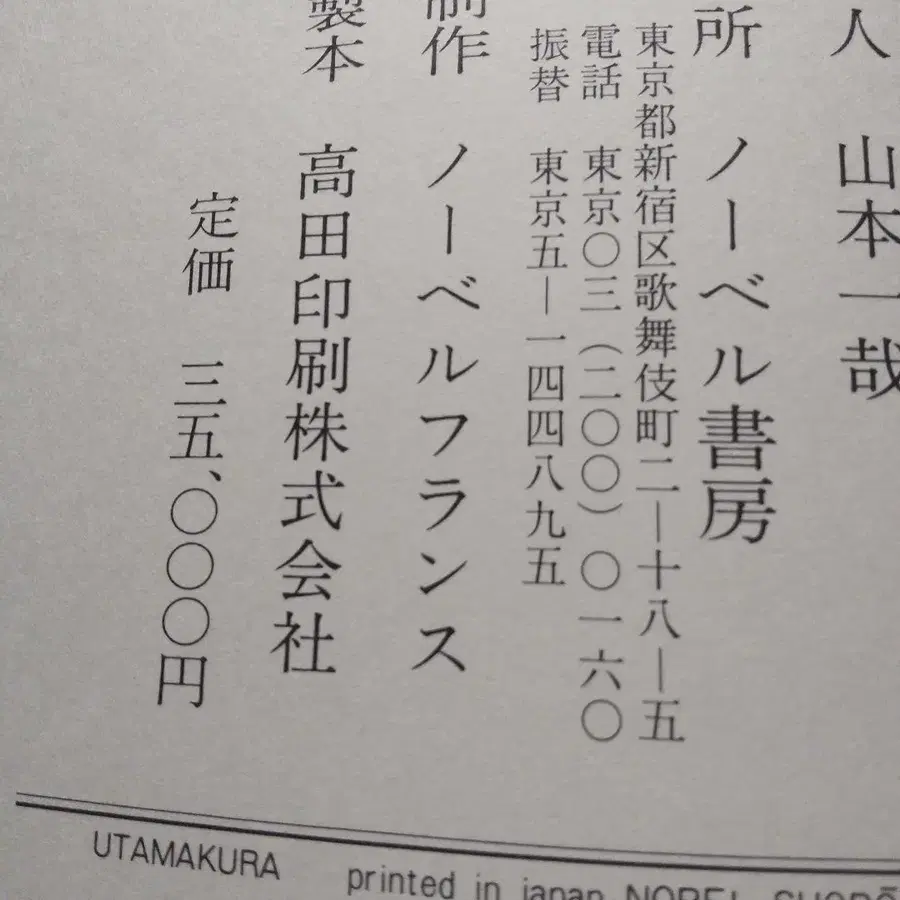 人 山本一哉
所 ノーベル書房
東京都新宿区歌舞伎町二―十八―五
電話 東京〇三(二〇〇)〇一六〇
振替 東京五―一四四八九五
制作 ノーベルフランス
製本 高田印刷株式会社
定価 三五、〇〇〇円
UTAMAKURA printed in japan NOBEL SHOBŌ